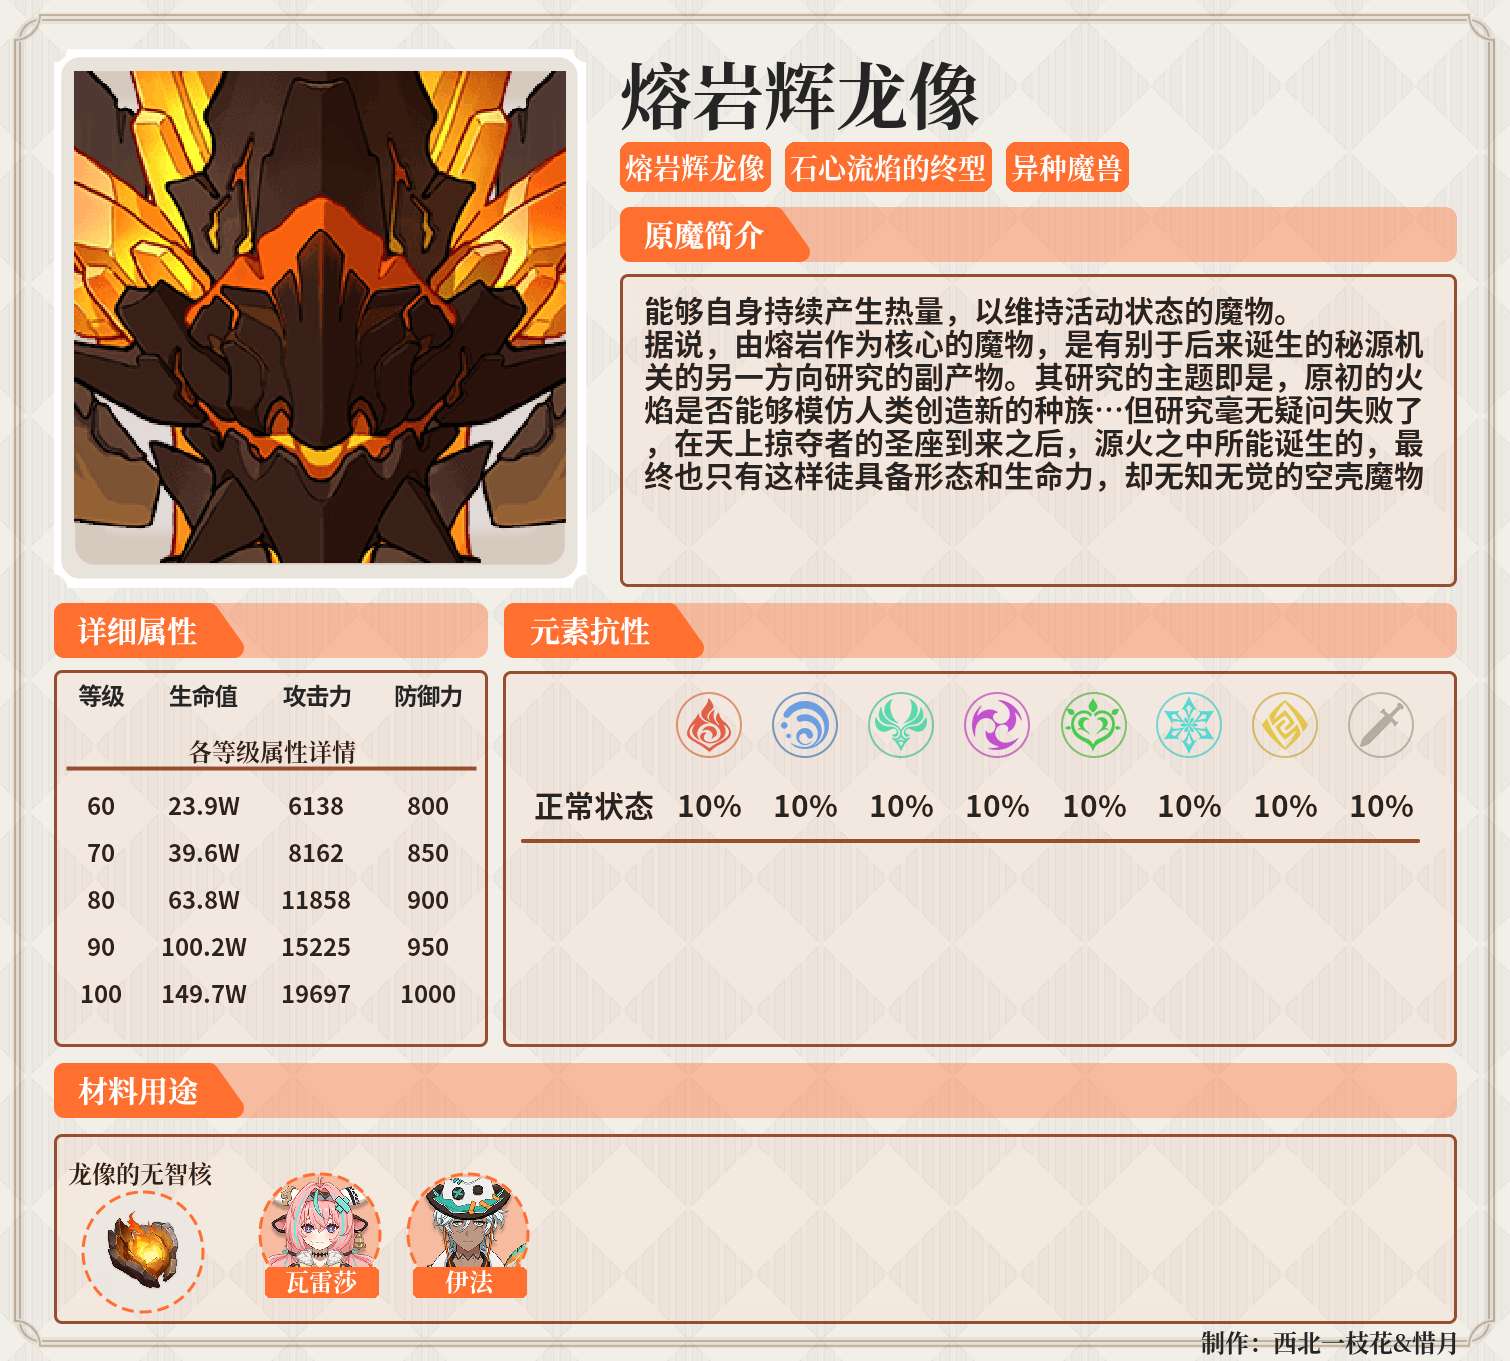 熔岩辉龙像
熔岩辉龙像 石心流焰的终型 异种魔兽
原魔简介
能够自身持续产生热量，以维持活动状态的魔物。
据说，由熔岩作为核心的魔物，是有别于后来诞生的秘源机
关的另一方向研究的副产物。其研究的主题即是，原初的火
焰是否能够模仿人类创造新的种族…但研究毫无疑问失败了
，在天上掠夺者的圣座到来之后，源火之中所能诞生的，最
终也只有这样徒具备形态和生命力，却无知无觉的空壳魔物
详细属性
等级 生命值 攻击力 防御力
各等级属性详情
60 23.9W 6138 800
70 39.6W 8162 850
80 63.8W 11858 900
90 100.2W 15225 950
100 149.7W 19697 1000
元素抗性
正常状态 10% 10% 10% 10% 10% 10% 10% 10%
材料用途
龙像的无智核
瓦雷莎 伊法
制作：西北一枝花&惜月